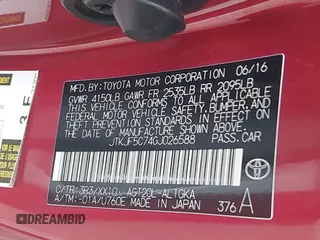 MFD. BY: TOYOTA MOTOR CORPORATION 06/16
GVWR 4150LB GAWR FR 2535LB RR 2095LB
THIS VEHICLE CONFORMS TO ALL APPLICABLE
FEDERAL MOTOR VEHICLE SAFETY, BUMPER, AND
THEFT PREVENTION STANDARDS IN EFFECT ON
THE DATE OF MANUFACTURE SHOWN ABOVE.
JTKJF5C74GJ026588 PASS.CAR
C/TR:3R3/XX10, AGT20L-ALTGKA
A/TM:-01A/U760E MADE IN JAPAN 376A
TOYOTA
DREAMBID